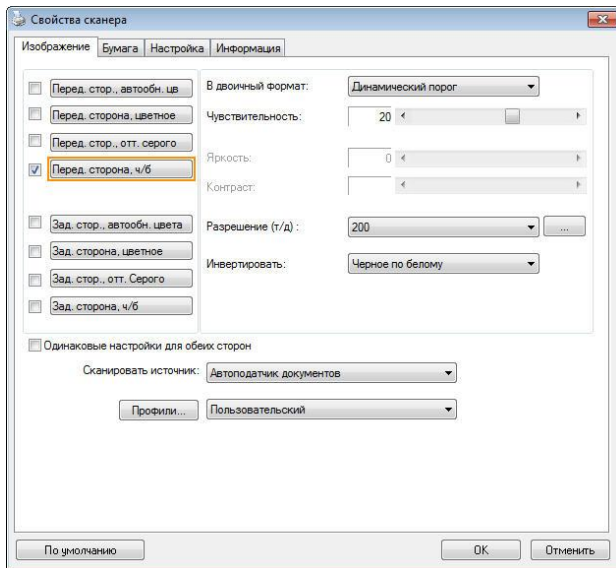 Свойства сканера
Изображение Бумага Настройка Информация
Перед. стор., автообн. цв
Перед. сторона, цветное
Перед. стор., отт. серого
Перед. сторона, ч/б
Зад. стор., автообн. цвета
Зад. сторона, цветное
Зад. стор., отт. Серого
Зад. сторона, ч/б
В двоичный формат: Динамический порог
Чувствительность: 20
Яркость: 0
Контраст:
Разрешение (т/д) : 200 ...
Инвертировать: Черное по белому
Одинаковые настройки для обеих сторон
Сканировать источник: Автоподатчик документов
Профили... Пользовательский
По умолчанию OK Отменить